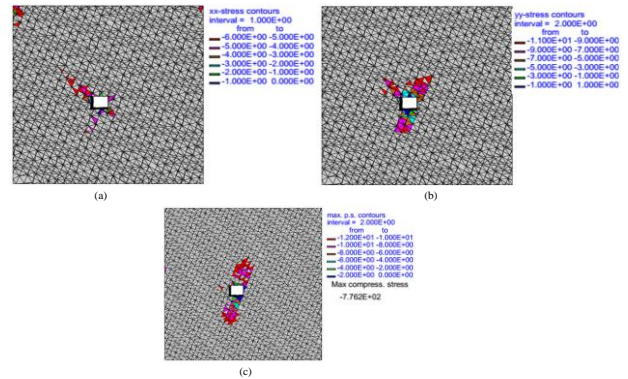 xx-stress contours
interval = 1.000E+00
from to
-6.000E+00 -5.000E+00
-5.000E+00 -4.000E+00
-4.000E+00 -3.000E+00
-3.000E+00 -2.000E+00
-2.000E+00 -1.000E+00
-1.000E+00 0.000E+00
(a)
yy-stress contours
interval = 2.000E+00
from to
-1.100E+01 -9.000E+00
-9.000E+00 -7.000E+00
-7.000E+00 -5.000E+00
-5.000E+00 -3.000E+00
-3.000E+00 -1.000E+00
-1.000E+00 1.000E+00
(b)
max. p.s. contours
interval = 2.000E+00
from to
-1.200E+01 -1.000E+01
-1.000E+01 -8.000E+00
-8.000E+00 -6.000E+00
-6.000E+00 -4.000E+00
-4.000E+00 -2.000E+00
-2.000E+00 0.000E+00
Max compress. stress
-7.762E+02
(c)